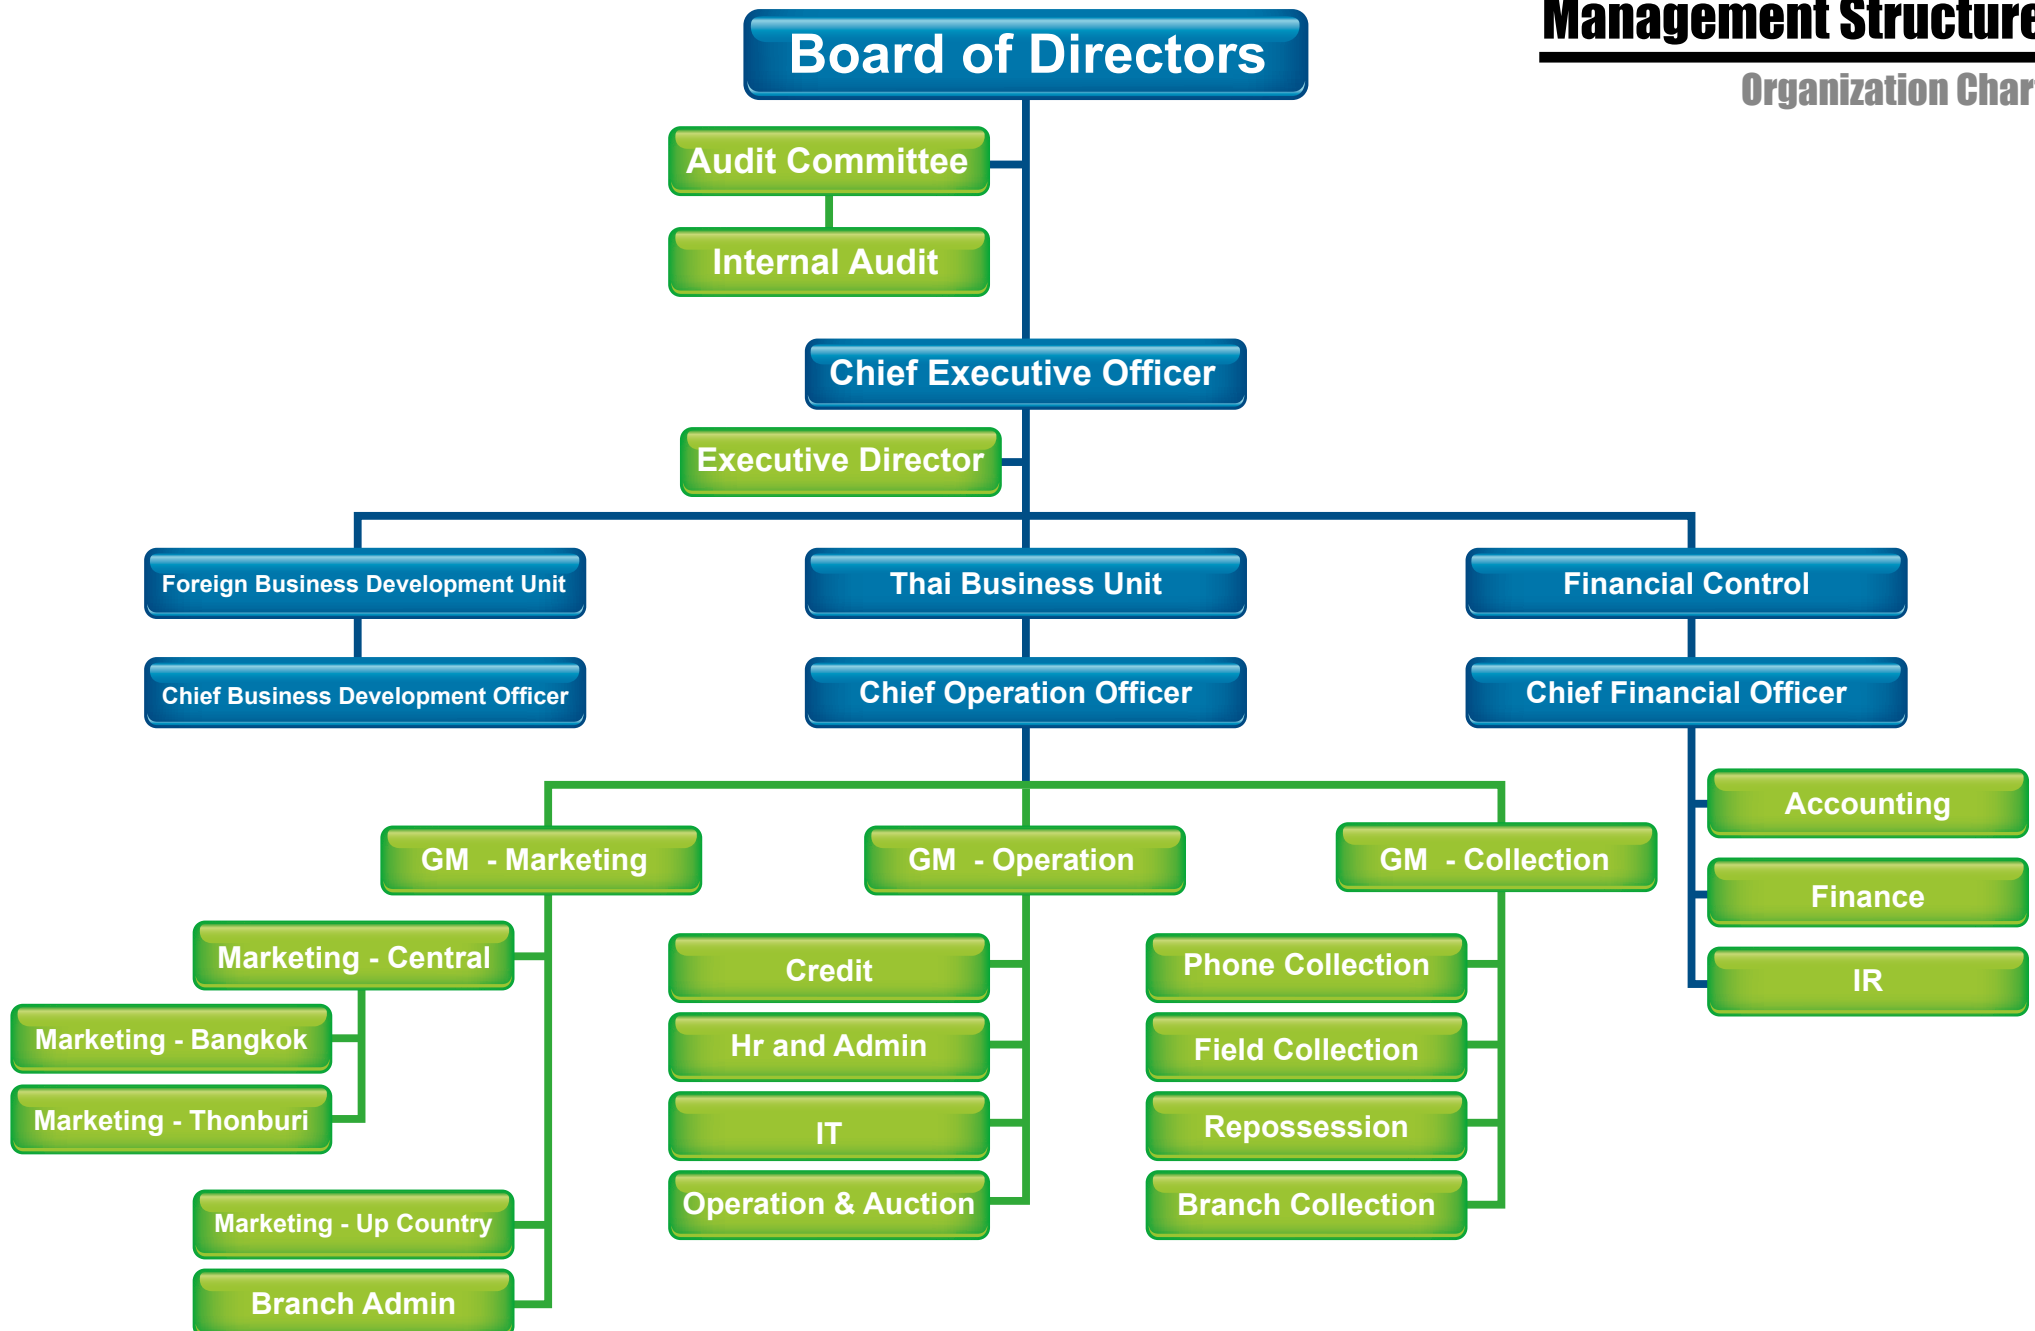 Management Structure
Organization Chart
Board of Directors
Audit Committee
Internal Audit
Chief Executive Officer
Executive Director
Foreign Business Development Unit
Thai Business Unit
Financial Control
Chief Business Development Officer
Chief Operation Officer
Chief Financial Officer
Accounting
Finance
IR
GM - Marketing
GM - Operation
GM - Collection
Marketing - Central
Marketing - Bangkok
Marketing - Thonburi
Marketing - Up Country
Branch Admin
Credit
Hr and Admin
IT
Operation & Auction
Phone Collection
Field Collection
Repossession
Branch Collection